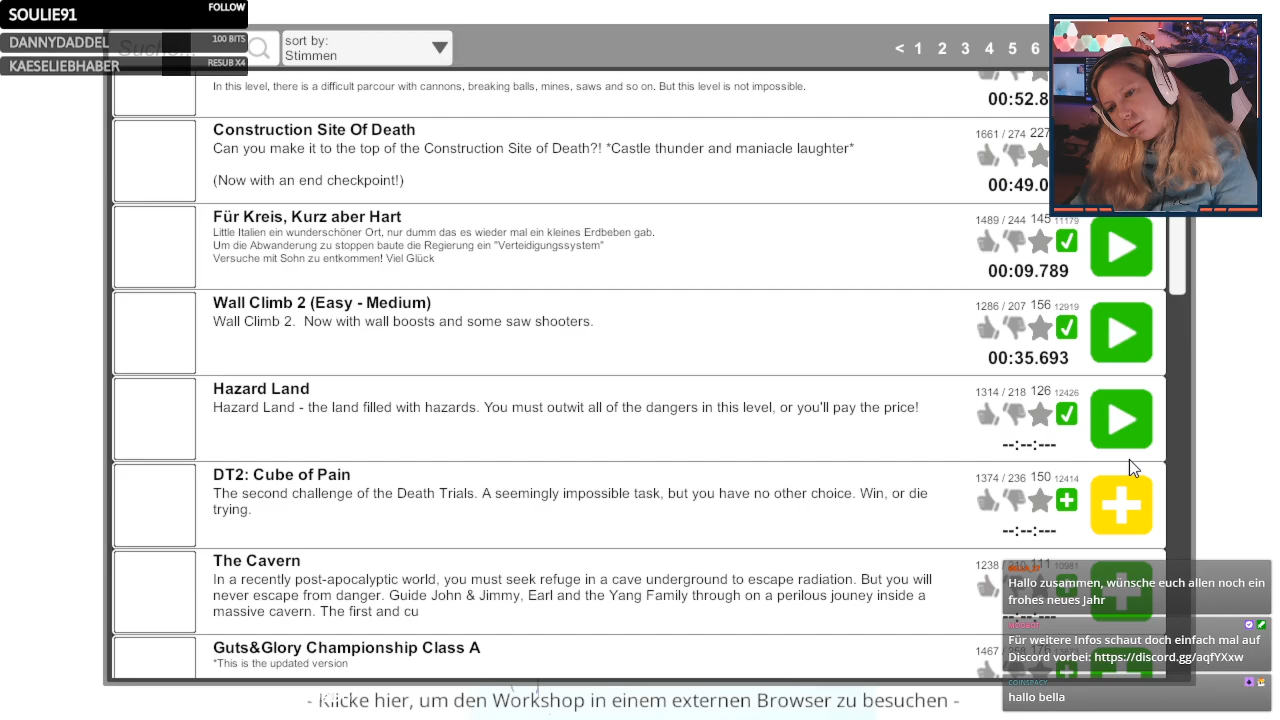 SOULIE91 FOLLOW
DANNYDADDEL 100 BITS
KAESELIEBHABER RESUB X4
Suche...
sort by:
Stimmen
< 1 2 3 4 5 6
In this level, there is a difficult parcour with cannons, breaking balls, mines, saws and so on. But this level is not impossible.
00:52.8
Construction Site Of Death
Can you make it to the top of the Construction Site of Death?! *Castle thunder and maniacle laughter*
(Now with an end checkpoint!)
1661 / 274 227
00:49.0
Für Kreis, Kurz aber Hart
Little Italien ein wunderschöner Ort, nur dumm das es wieder mal ein kleines Erdbeben gab.
Um die Abwanderung zu stoppen baute die Regierung ein "Verteidigungssystem"
Versuche mit Sohn zu entkommen! Viel Glück
1489 / 244 145 11179
00:09.789
Wall Climb 2 (Easy - Medium)
Wall Climb 2. Now with wall boosts and some saw shooters.
1286 / 207 156 12919
00:35.693
Hazard Land
Hazard Land - the land filled with hazards. You must outwit all of the dangers in this level, or you'll pay the price!
1314 / 218 126 12426
--:--:---
DT2: Cube of Pain
The second challenge of the Death Trials. A seemingly impossible task, but you have no other choice. Win, or die
trying.
1374 / 236 150 12414
--:--:---
The Cavern
In a recently post-apocalyptic world, you must seek refuge in a cave underground to escape radiation. But you will
never escape from danger. Guide John & Jimmy, Earl and the Yang Family through on a perilous jouney inside a
massive cavern. The first and cu
1238 / 210 111 10981
Guts&Glory Championship Class A
*This is the updated version
Hallo zusammen, wünsche euch allen noch ein
frohes neues Jahr
Für weitere Infos schaut doch einfach mal auf
Discord vorbei: https://discord.gg/aqfYXxw
COINSPACY
hallo bella
- Klicke hier, um den Workshop in einem externen Browser zu besuchen -